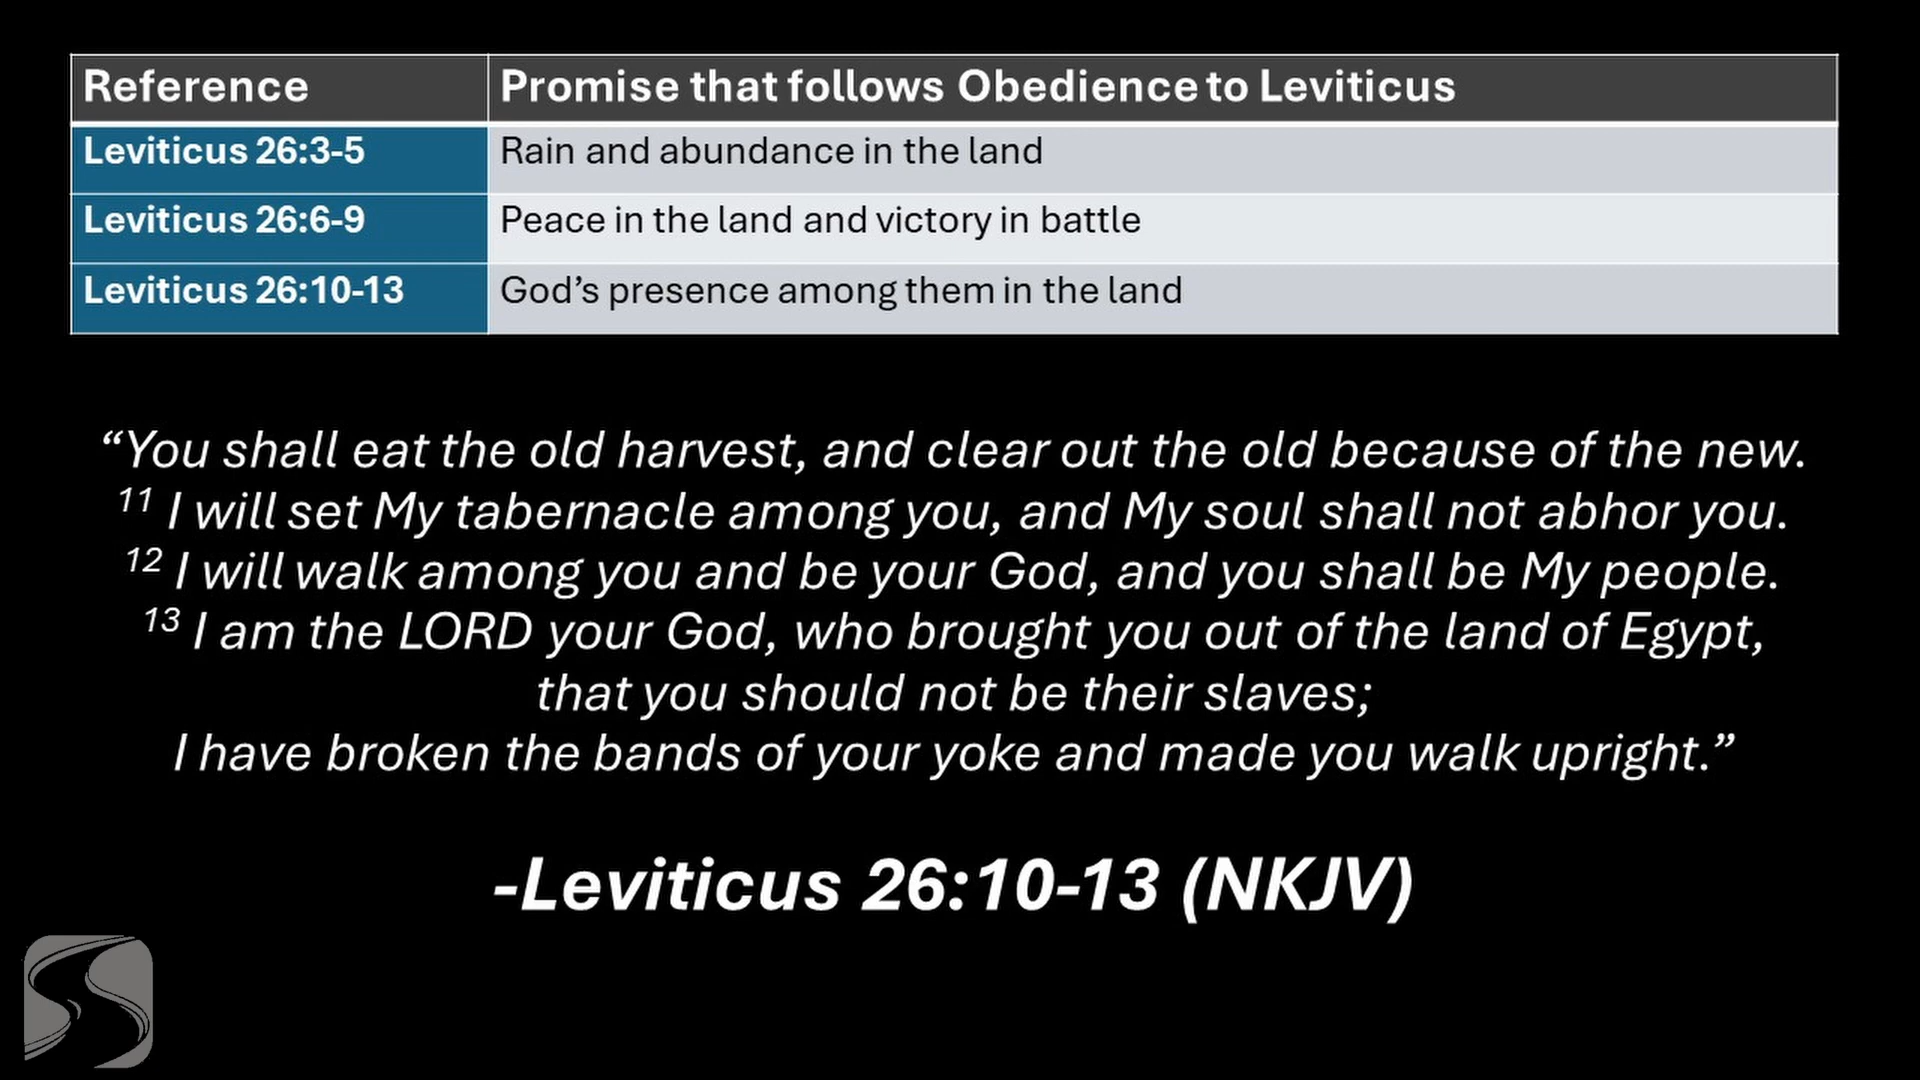 Reference Promise that follows Obedience to Leviticus
Leviticus 26:3-5 Rain and abundance in the land
Leviticus 26:6-9 Peace in the land and victory in battle
Leviticus 26:10-13 God’s presence among them in the land
“You shall eat the old harvest, and clear out the old because of the new.
11 I will set My tabernacle among you, and My soul shall not abhor you.
12 I will walk among you and be your God, and you shall be My people.
13 I am the LORD your God, who brought you out of the land of Egypt,
that you should not be their slaves;
I have broken the bands of your yoke and made you walk upright.”
-Leviticus 26:10-13 (NKJV)